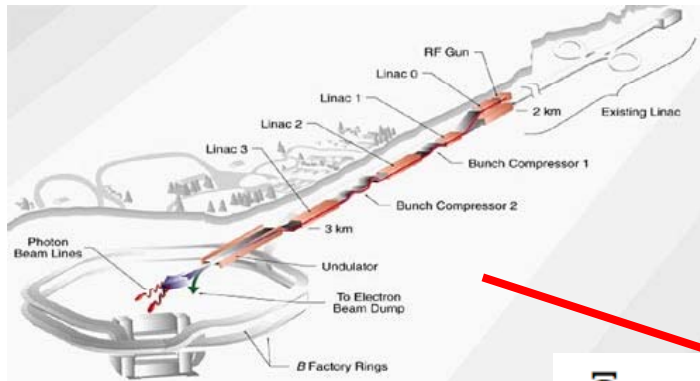 RF Gun
Linac 0
Linac 1
2 km
Existing Linac
Linac 2
Bunch Compressor 1
Linac 3
Bunch Compressor 2
3 km
Photon
Beam Lines
Undulator
To Electron
Beam Dump
B Factory Rings